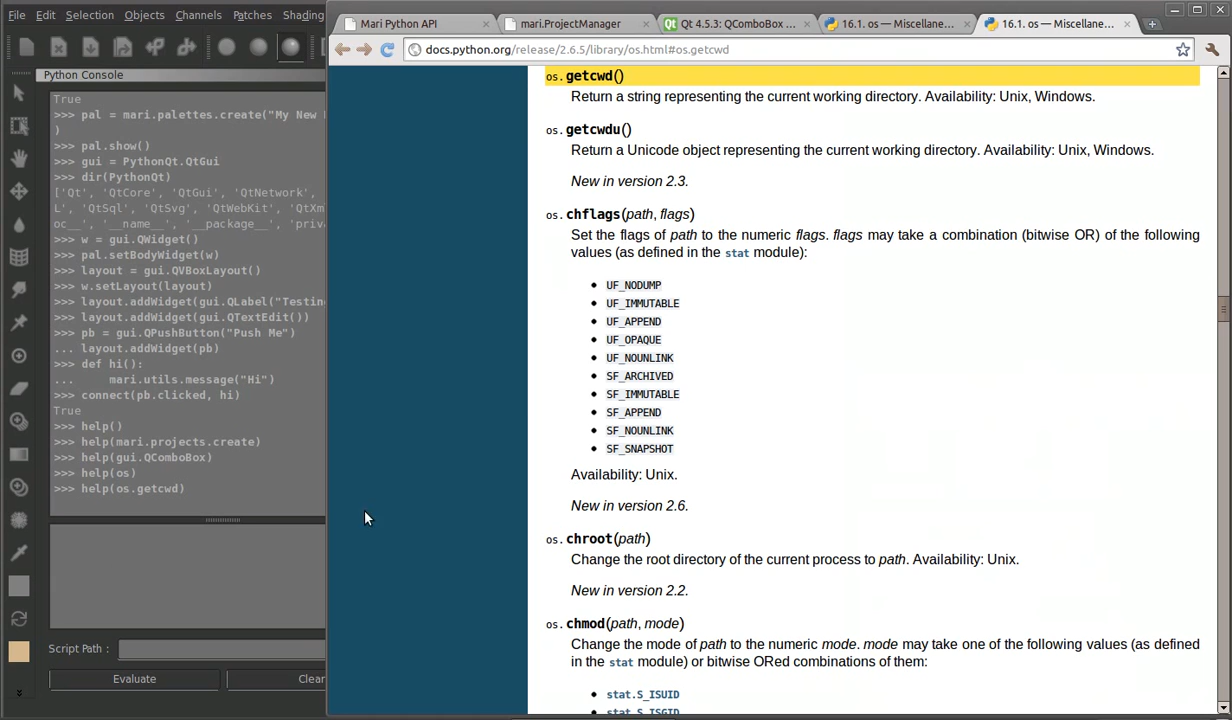 File Edit Selection Objects Channels Patches Shading
Python Console
True
>>> pal = mari.palettes.create("My New
)
>>> pal.show()
>>> gui = PythonQt.QtGui
>>> dir(PythonQt)
['Qt', 'QtCore', 'QtGui', 'QtNetwork',
L', 'QtSql', 'QtSvg', 'QtWebKit', 'QtXm
oc__', '__name__', '__package__', 'priv
>>> w = gui.QWidget()
>>> pal.setBodyWidget(w)
>>> layout = gui.QVBoxLayout()
>>> w.setLayout(layout)
>>> layout.addWidget(gui.QLabel("Testin
>>> layout.addWidget(gui.QTextEdit())
>>> pb = gui.QPushButton("Push Me")
... layout.addWidget(pb)
>>> def hi():
...     mari.utils.message("Hi")
>>> connect(pb.clicked, hi)
True
>>> help()
>>> help(mari.projects.create)
>>> help(gui.QComboBox)
>>> help(os)
>>> help(os.getcwd)
Script Path :
Evaluate
Clear
Mari Python API
mari.ProjectManager
Qt 4.5.3: QComboBox ...
16.1. os — Miscellane...
16.1. os — Miscellane...
docs.python.org/release/2.6.5/library/os.html#os.getcwd
os.getcwd()
Return a string representing the current working directory. Availability: Unix, Windows.
os.getcwdu()
Return a Unicode object representing the current working directory. Availability: Unix, Windows.
New in version 2.3.
os.chflags(path, flags)
Set the flags of path to the numeric flags. flags may take a combination (bitwise OR) of the following
values (as defined in the stat module):
• UF_NODUMP
• UF_IMMUTABLE
• UF_APPEND
• UF_OPAQUE
• UF_NOUNLINK
• SF_ARCHIVED
• SF_IMMUTABLE
• SF_APPEND
• SF_NOUNLINK
• SF_SNAPSHOT
Availability: Unix.
New in version 2.6.
os.chroot(path)
Change the root directory of the current process to path. Availability: Unix.
New in version 2.2.
os.chmod(path, mode)
Change the mode of path to the numeric mode. mode may take one of the following values (as defined
in the stat module) or bitwise ORed combinations of them:
• stat.S_ISUID
• stat.S_ISGID